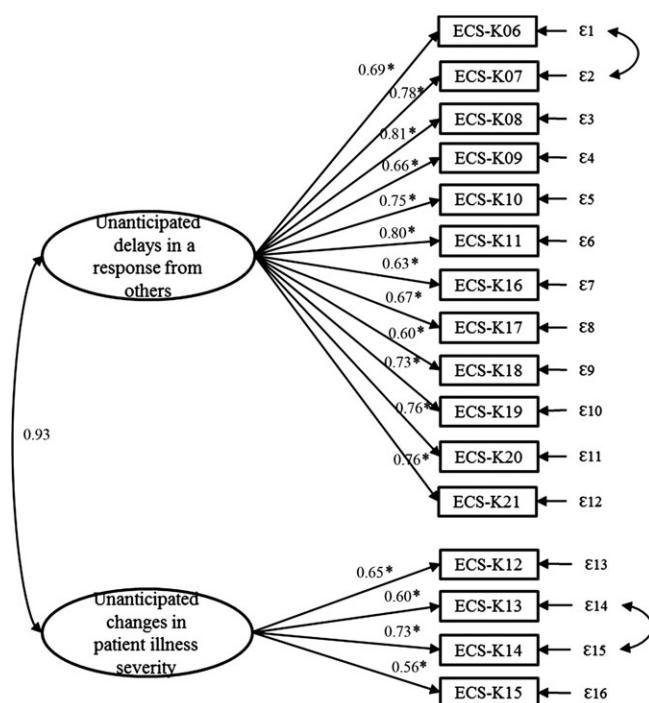 ECS-K06
ε1
0.69*
ECS-K07
ε2
0.78*
ECS-K08
ε3
0.81*
ECS-K09
ε4
0.66*
ECS-K10
ε5
0.75*
ECS-K11
ε6
0.80*
ECS-K16
ε7
0.63*
ECS-K17
ε8
0.67*
ECS-K18
ε9
0.60*
ECS-K19
ε10
0.73*
ECS-K20
ε11
0.76*
ECS-K21
ε12
0.76*
Unanticipated
delays in a
response from
others
0.93
ECS-K12
ε13
0.65*
ECS-K13
ε14
0.60*
ECS-K14
ε15
0.73*
ECS-K15
ε16
0.56*
Unanticipated
changes in
patient illness
severity